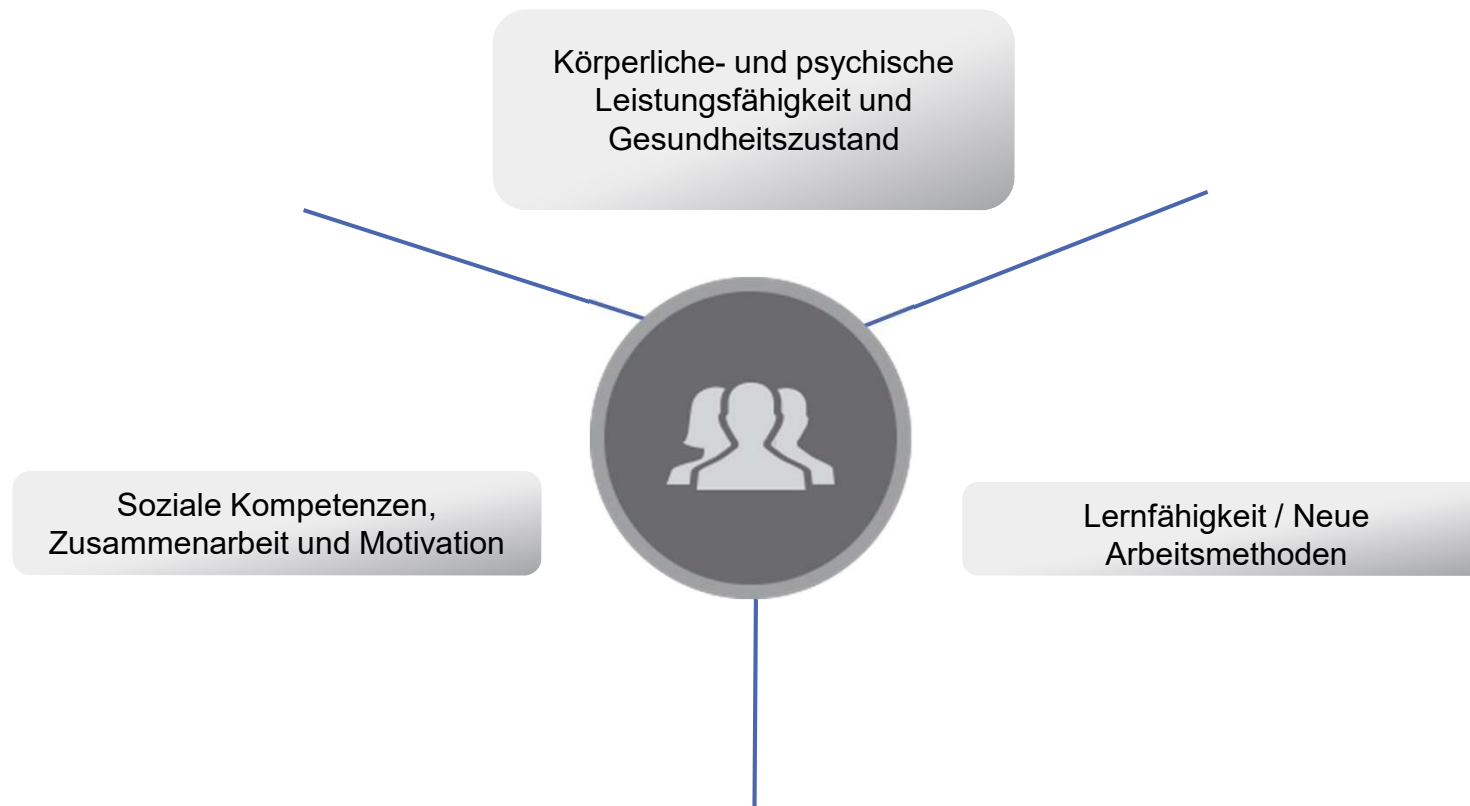 Körperliche- und psychische
Leistungsfähigkeit und
Gesundheitszustand
Soziale Kompetenzen,
Zusammenarbeit und Motivation
Lernfähigkeit / Neue
Arbeitsmethoden